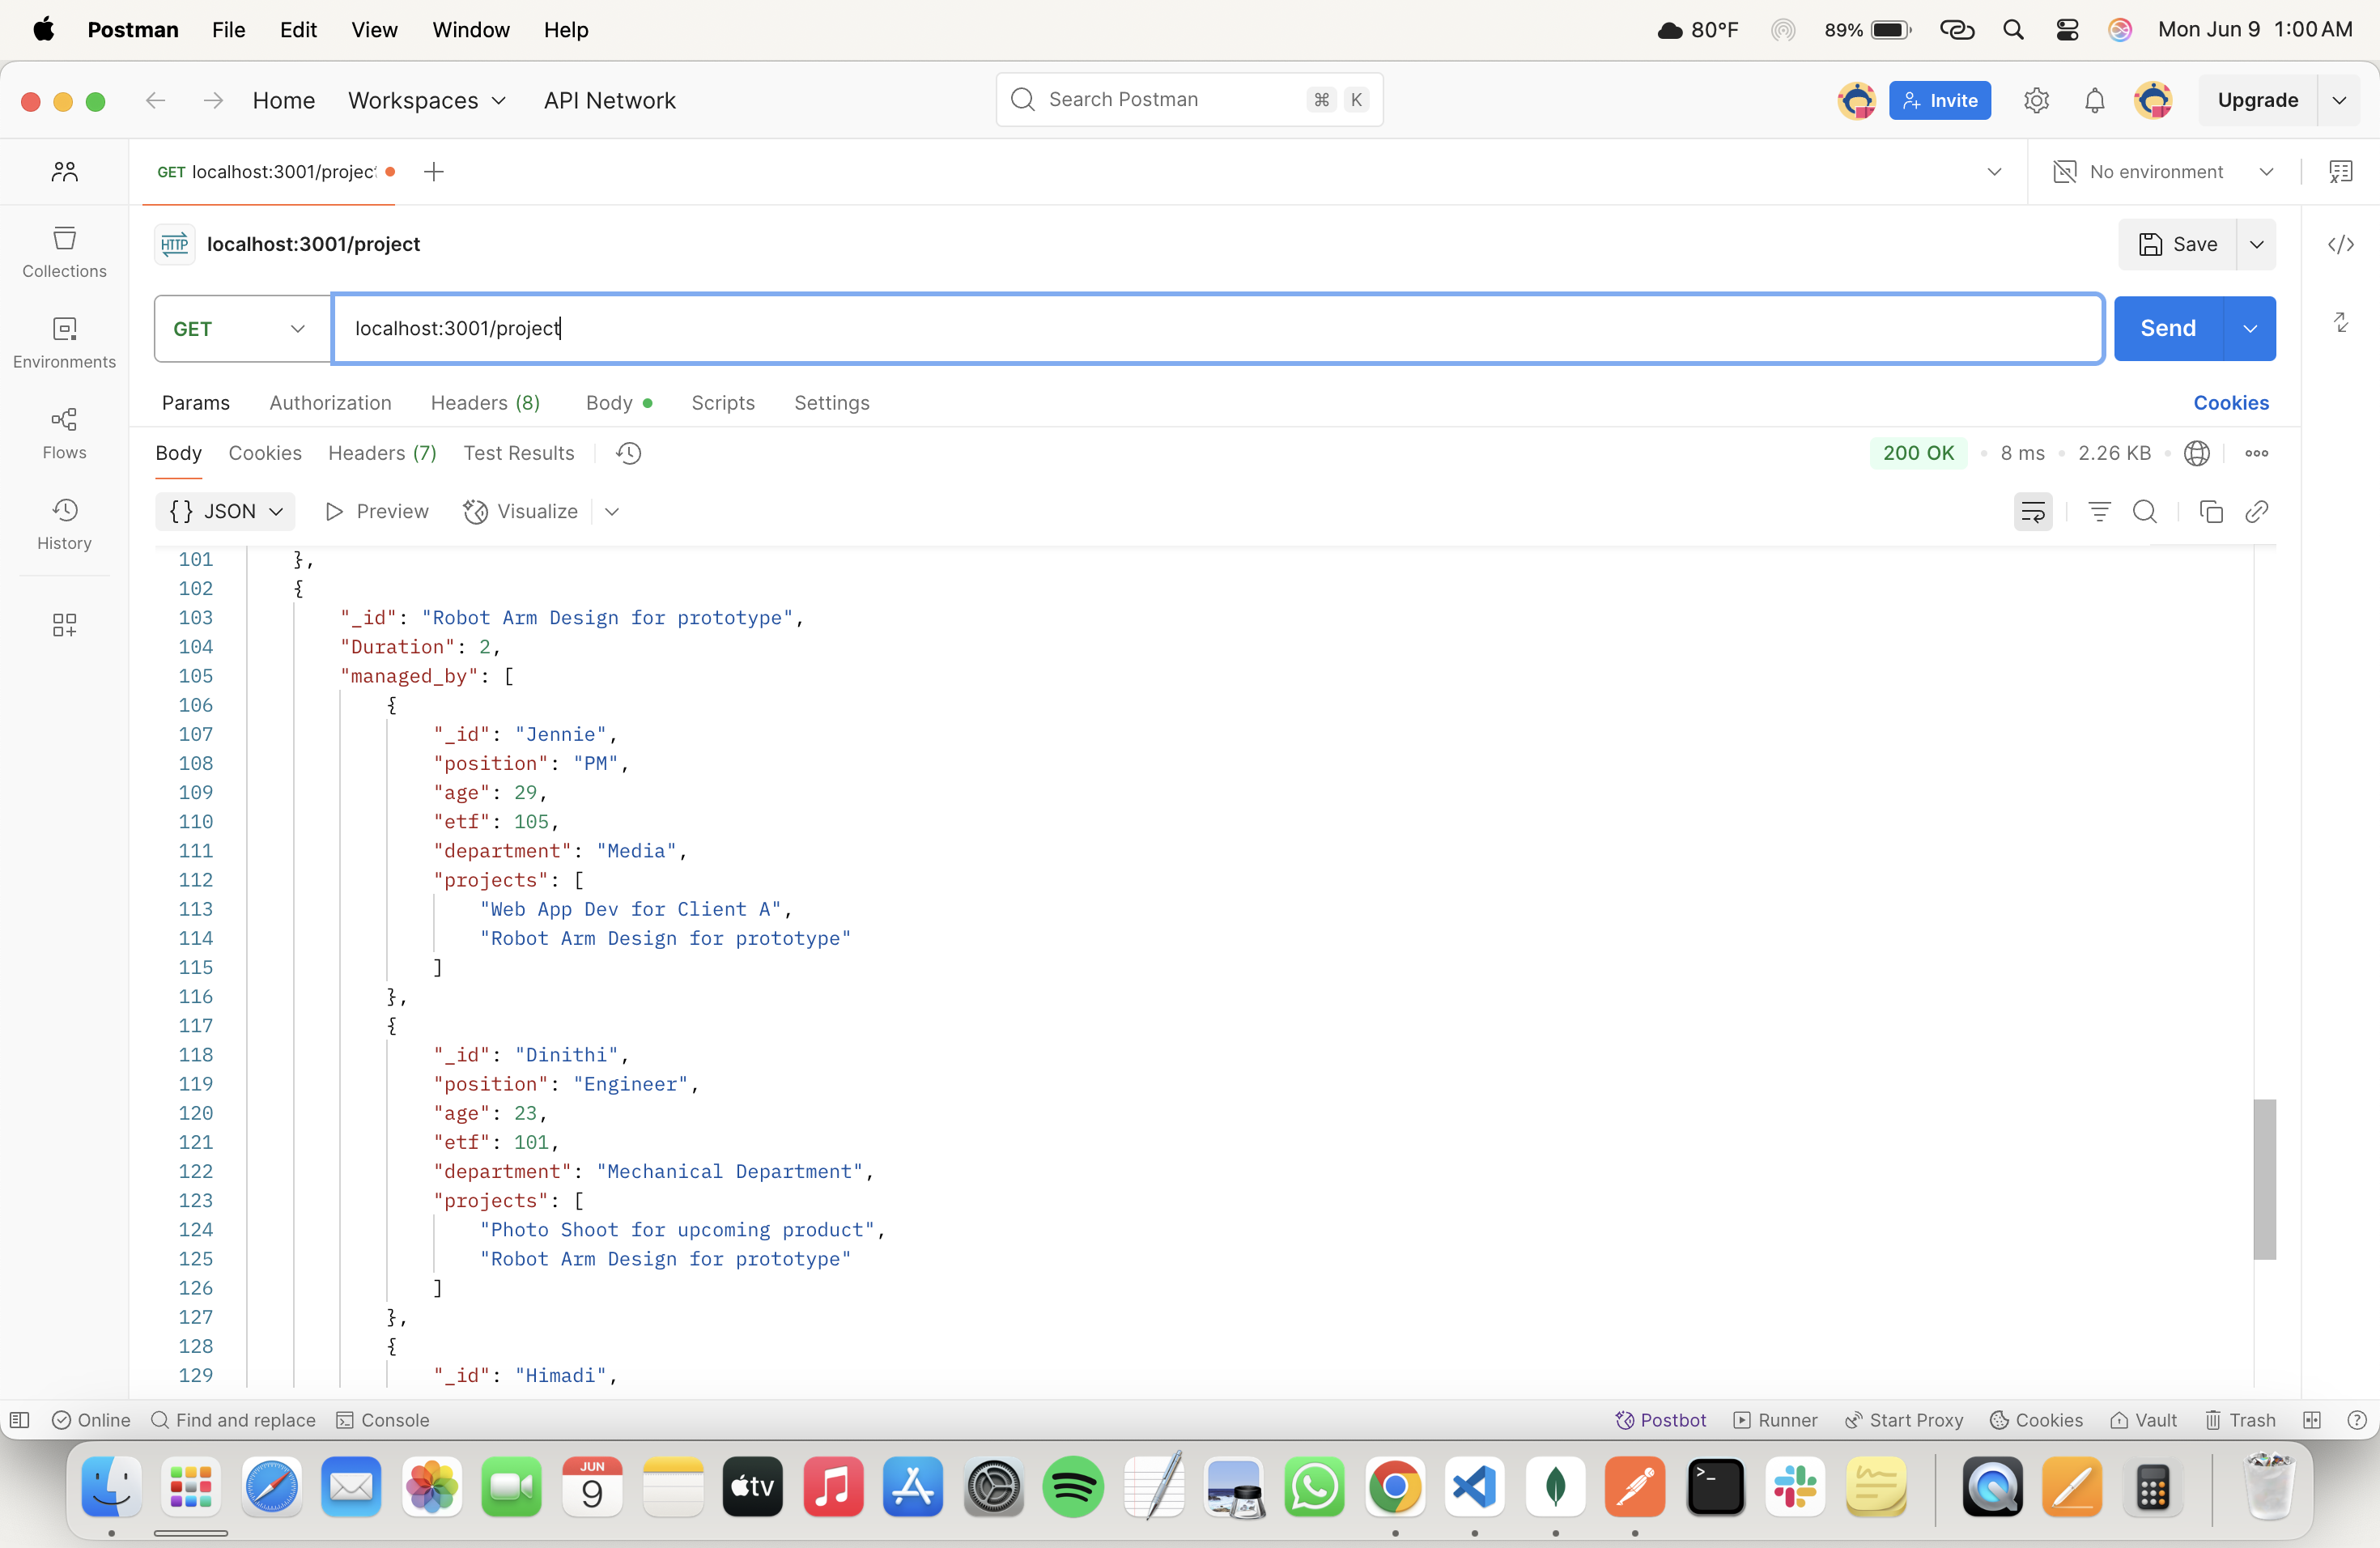 Postman File Edit View Window Help 80°F 89% Mon Jun 9 1:00 AM
Home Workspaces API Network Search Postman ⌘ K Invite Upgrade
GET localhost:3001/projec No environment
HTTP localhost:3001/project Save
GET localhost:3001/project Send
Params Authorization Headers (8) Body Scripts Settings Cookies
Collections
Environments
Flows
History
Body Cookies Headers (7) Test Results 200 OK 8 ms 2.26 KB
{} JSON Preview Visualize
101 },
102 {
103 "_id": "Robot Arm Design for prototype",
104 "Duration": 2,
105 "managed_by": [
106 {
107 "_id": "Jennie",
108 "position": "PM",
109 "age": 29,
110 "etf": 105,
111 "department": "Media",
112 "projects": [
113 "Web App Dev for Client A",
114 "Robot Arm Design for prototype"
115 ]
116 },
117 {
118 "_id": "Dinithi",
119 "position": "Engineer",
120 "age": 23,
121 "etf": 101,
122 "department": "Mechanical Department",
123 "projects": [
124 "Photo Shoot for upcoming product",
125 "Robot Arm Design for prototype"
126 ]
127 },
128 {
129 "_id": "Himadi",
Online Find and replace Console Postbot Runner Start Proxy Cookies Vault Trash
JUN
9
tv